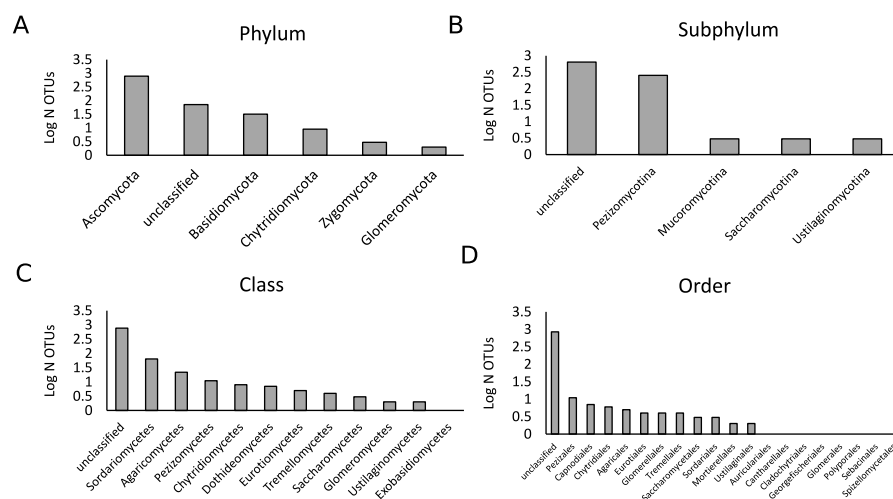 A
Phylum
Log N OTUs
3.5
3
2.5
2
1.5
1
0.5
0
Ascomycota
unclassified
Basidiomycota
Chytridiomycota
Zygomycota
Glomeromycota
B
Subphylum
Log N OTUs
3
2.5
2
1.5
1
0.5
0
unclassified
Pezizomycotina
Mucoromycotina
Saccharomycotina
Ustilaginomycotina
C
Class
Log N OTUs
3.5
3
2.5
2
1.5
1
0.5
0
unclassified
Sordariomycetes
Agaricomycetes
Pezizomycetes
Chytridiomycetes
Dothideomycetes
Eurotiomycetes
Tremellomycetes
Saccharomycetes
Glomeromycetes
Ustilaginomycetes
Exobasidiomycetes
D
Order
Log N OTUs
3.5
3
2.5
2
1.5
1
0.5
0
unclassified
Pezizales
Capnodiales
Chytridiales
Agaricales
Eurotiales
Glomerellales
Tremellales
Saccharomycetales
Sordariales
Mortierellales
Ustilaginales
Auriculariales
Cantharellales
Cladochytriales
Georgefischeriales
Glomerales
Polyporales
Sebacinales
Spizellomycetales